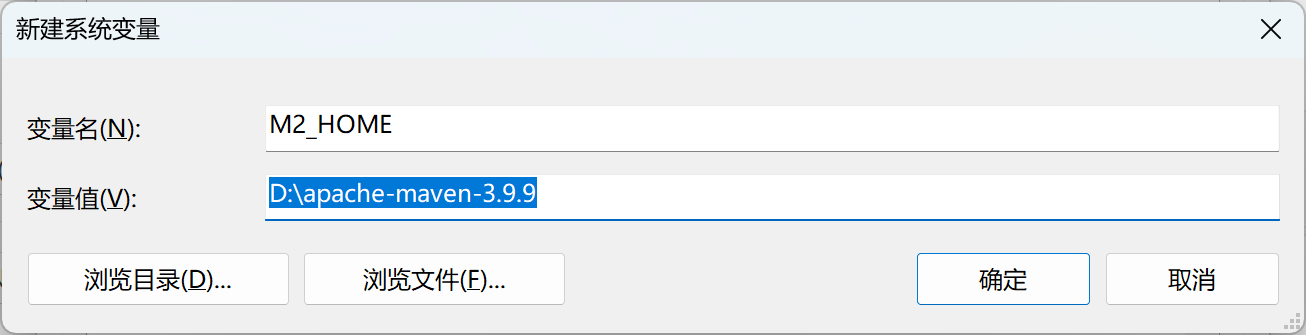 新建系统变量
变量名(N):
M2_HOME
变量值(V):
D:\apache-maven-3.9.9
浏览目录(D)...
浏览文件(F)...
确定
取消